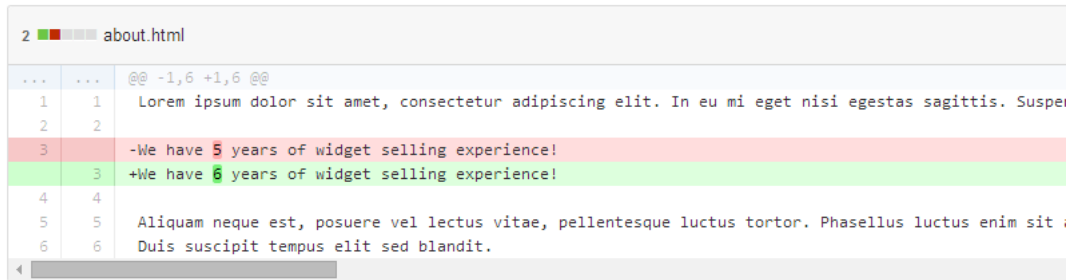 2 about.html
... ... @@ -1,6 +1,6 @@
1 1 Lorem ipsum dolor sit amet, consectetur adipiscing elit. In eu mi eget nisi egestas sagittis.
2 2
3 -We have 5 years of widget selling experience!
3 +We have 6 years of widget selling experience!
4 4
5 5 Aliquam neque est, posuere vel lectus vitae, pellentesque luctus tortor. Phasellus luctus enim sit
6 6 Duis suscipit tempus elit sed blandit.